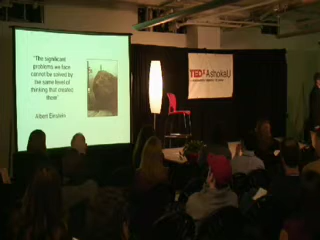 "The significant
problems we face
cannot be solved by
the same level of
thinking that created
them"
Albert Einstein
TEDxAshokaU